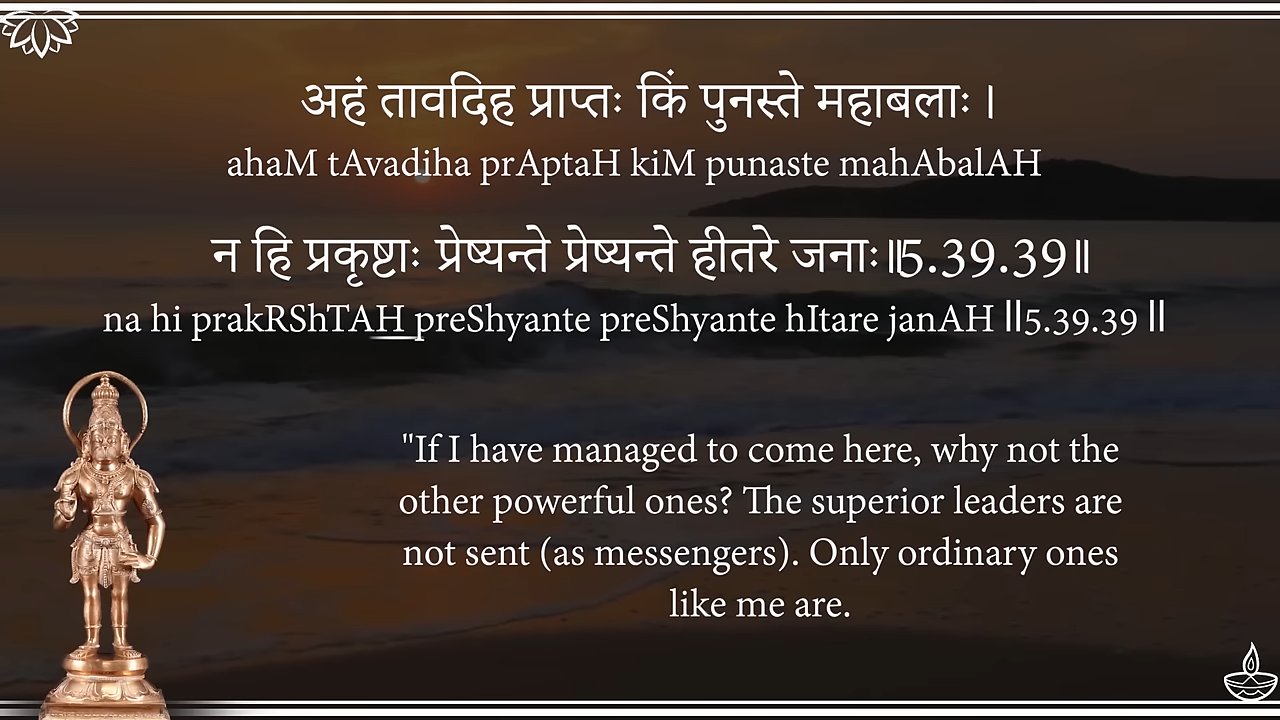 अहं तावदिह प्राप्तः किं पुनस्ते महाबलाः ।
ahaM tAvadiha prAptaH kiM punaste mahAbalAH
न हि प्रकृष्टाः प्रेष्यन्ते प्रेष्यन्ते हीतरे जनाः॥5.39.39॥
na hi prakRShTAH preShyante preShyante hItare janAH ॥5.39.39 ॥
"If I have managed to come here, why not the
other powerful ones? The superior leaders are
not sent (as messengers). Only ordinary ones
like me are.